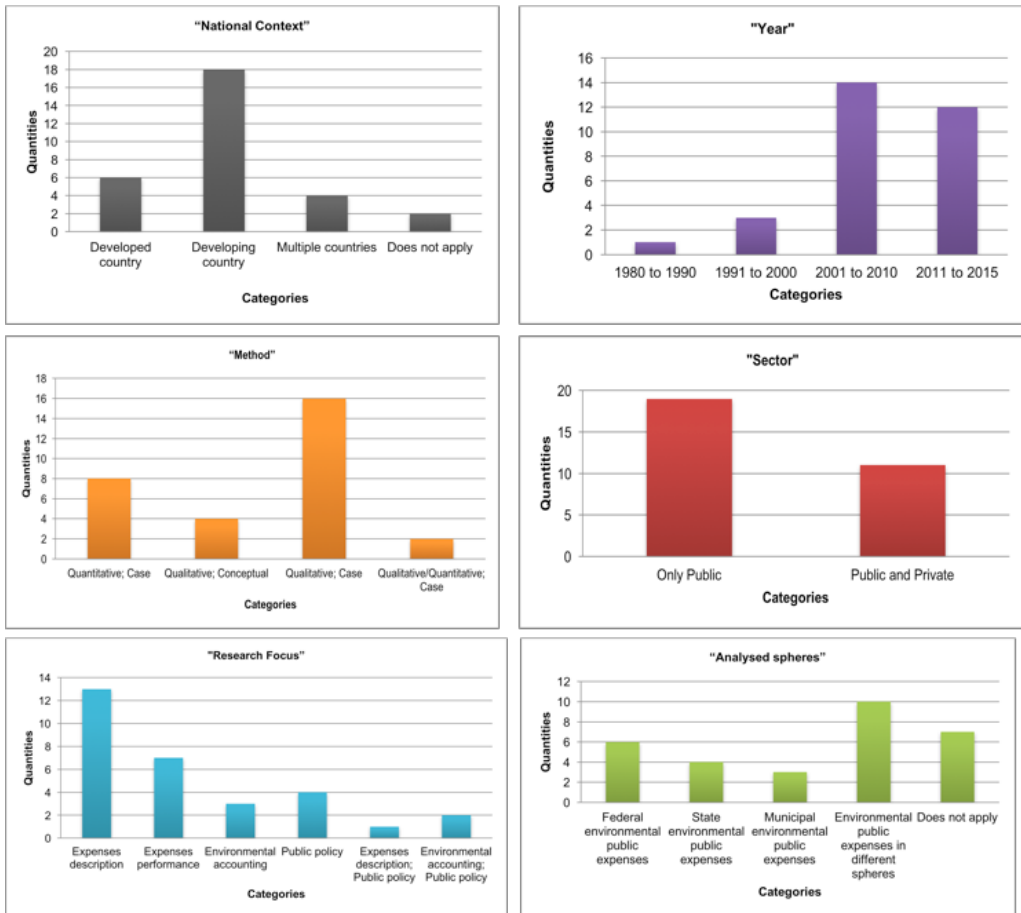 “National Context”
Quantities
20
18
16
14
12
10
8
6
4
2
0
Developed country
Developing country
Multiple countries
Does not apply
Categories
"Year"
Quantities
16
14
12
10
8
6
4
2
0
1980 to 1990
1991 to 2000
2001 to 2010
2011 to 2015
Categories
“Method”
Quantities
18
16
14
12
10
8
6
4
2
0
Quantitative; Case
Qualitative; Conceptual
Qualitative; Case
Qualitative/Quantitative; Case
Categories
"Sector"
Quantities
20
15
10
5
0
Only Public
Public and Private
Categories
"Research Focus"
Quantities
14
12
10
8
6
4
2
0
Expenses description
Expenses performance
Environmental accounting
Public policy
Expenses description; Public policy
Environmental accounting; Public policy
Categories
“Analysed spheres”
Quantities
12
10
8
6
4
2
0
Federal environmental public expenses
State environmental public expenses
Municipal environmental public expenses
Environmental public expenses in different spheres
Does not apply
Categories